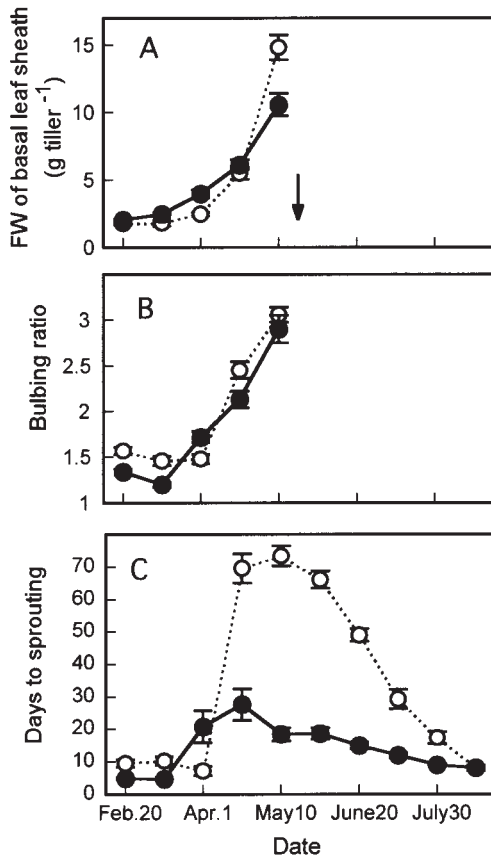 A
FW of basal leaf sheath
(g tiller -1)
15
10
5
0
B
Bulbing ratio
3
2.5
2
1.5
1
C
Days to sprouting
70
60
50
40
30
20
10
0
Feb.20 Apr.1 May10 June20 July30
Date